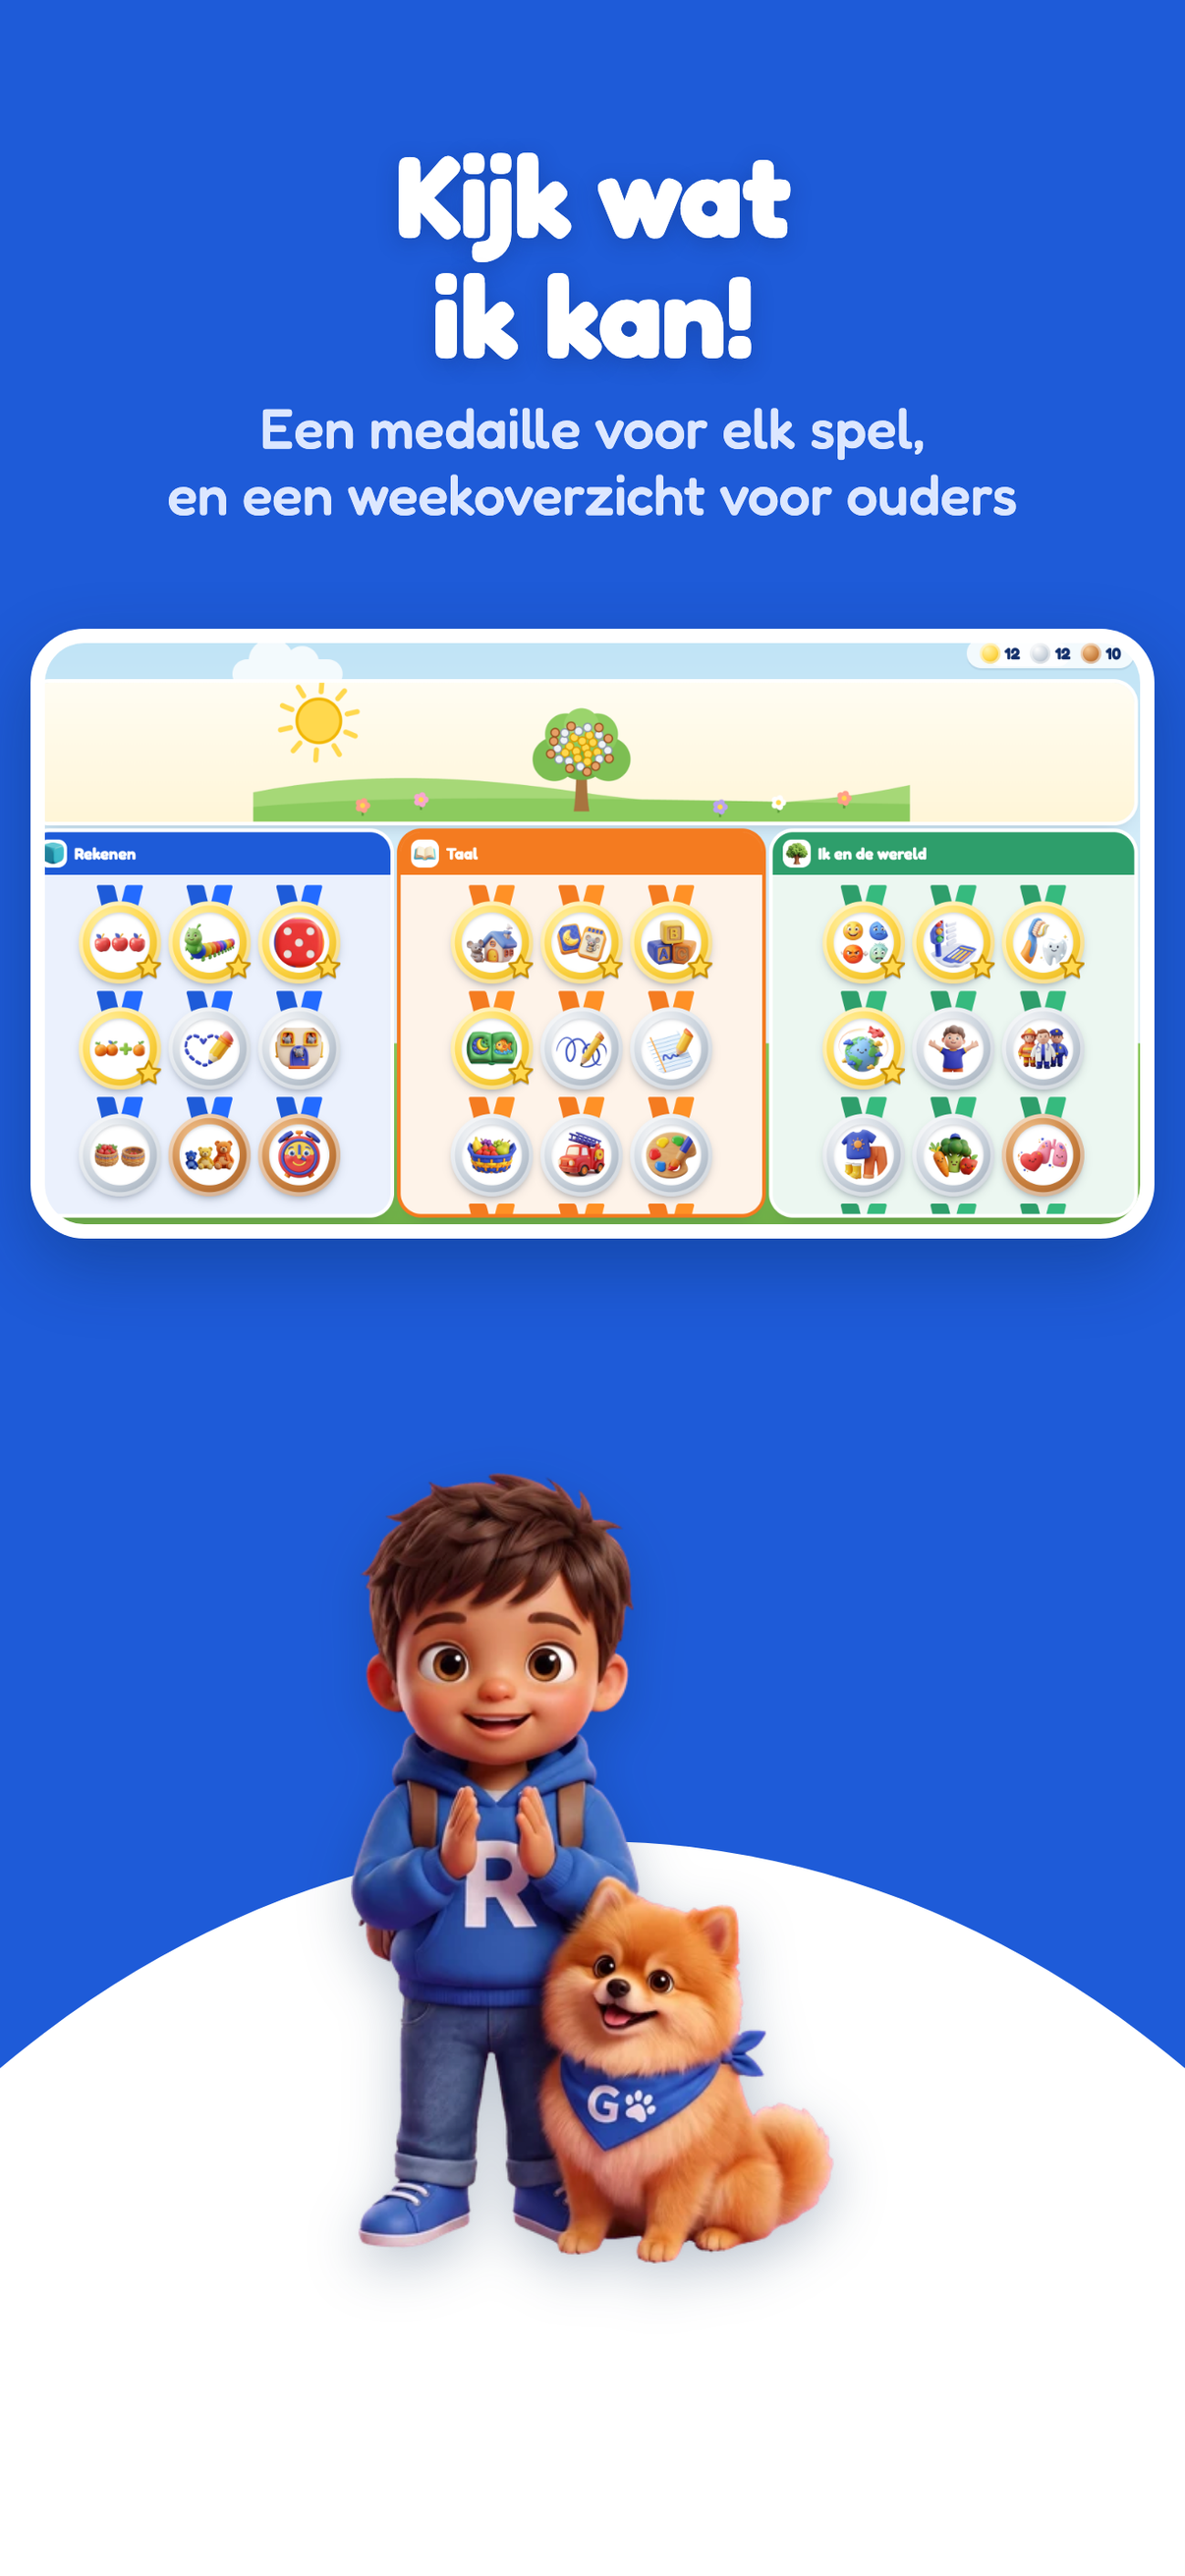 Kijk wat
ik kan!
Een medaille voor elk spel,
en een weekoverzicht voor ouders
12 12 10
Rekenen
Taal
Ik en de wereld
B
A
R
G